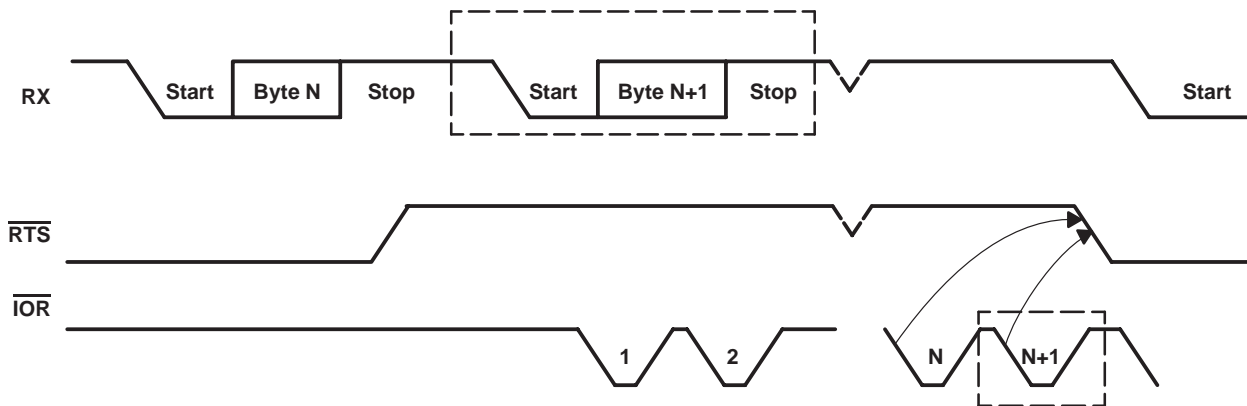 RX Start Byte N Stop Start Byte N+1 Stop Start
RTS
IOR
1 2 N N+1